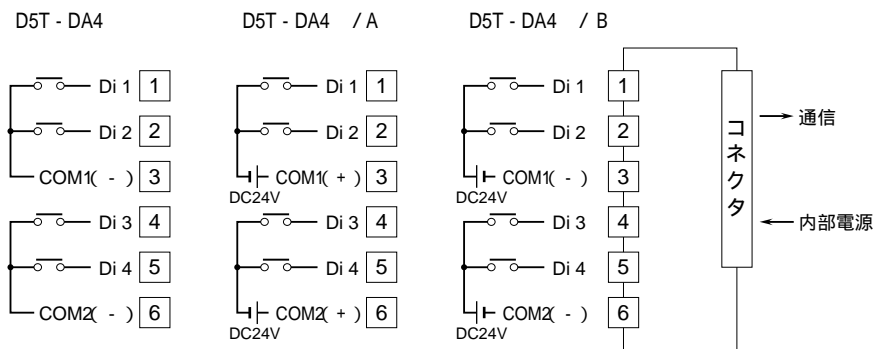 D5T - DA4
D5T - DA4 / A
D5T - DA4 / B
Di 1 1
Di 2 2
COM1( - ) 3
Di 3 4
Di 4 5
COM2( - ) 6
Di 1 1
Di 2 2
COM1( + ) 3
DC24V
Di 3 4
Di 4 5
COM2( + ) 6
DC24V
Di 1 1
Di 2 2
COM1( - ) 3
DC24V
Di 3 4
Di 4 5
COM2( - ) 6
DC24V
コネクタ
通信
内部電源